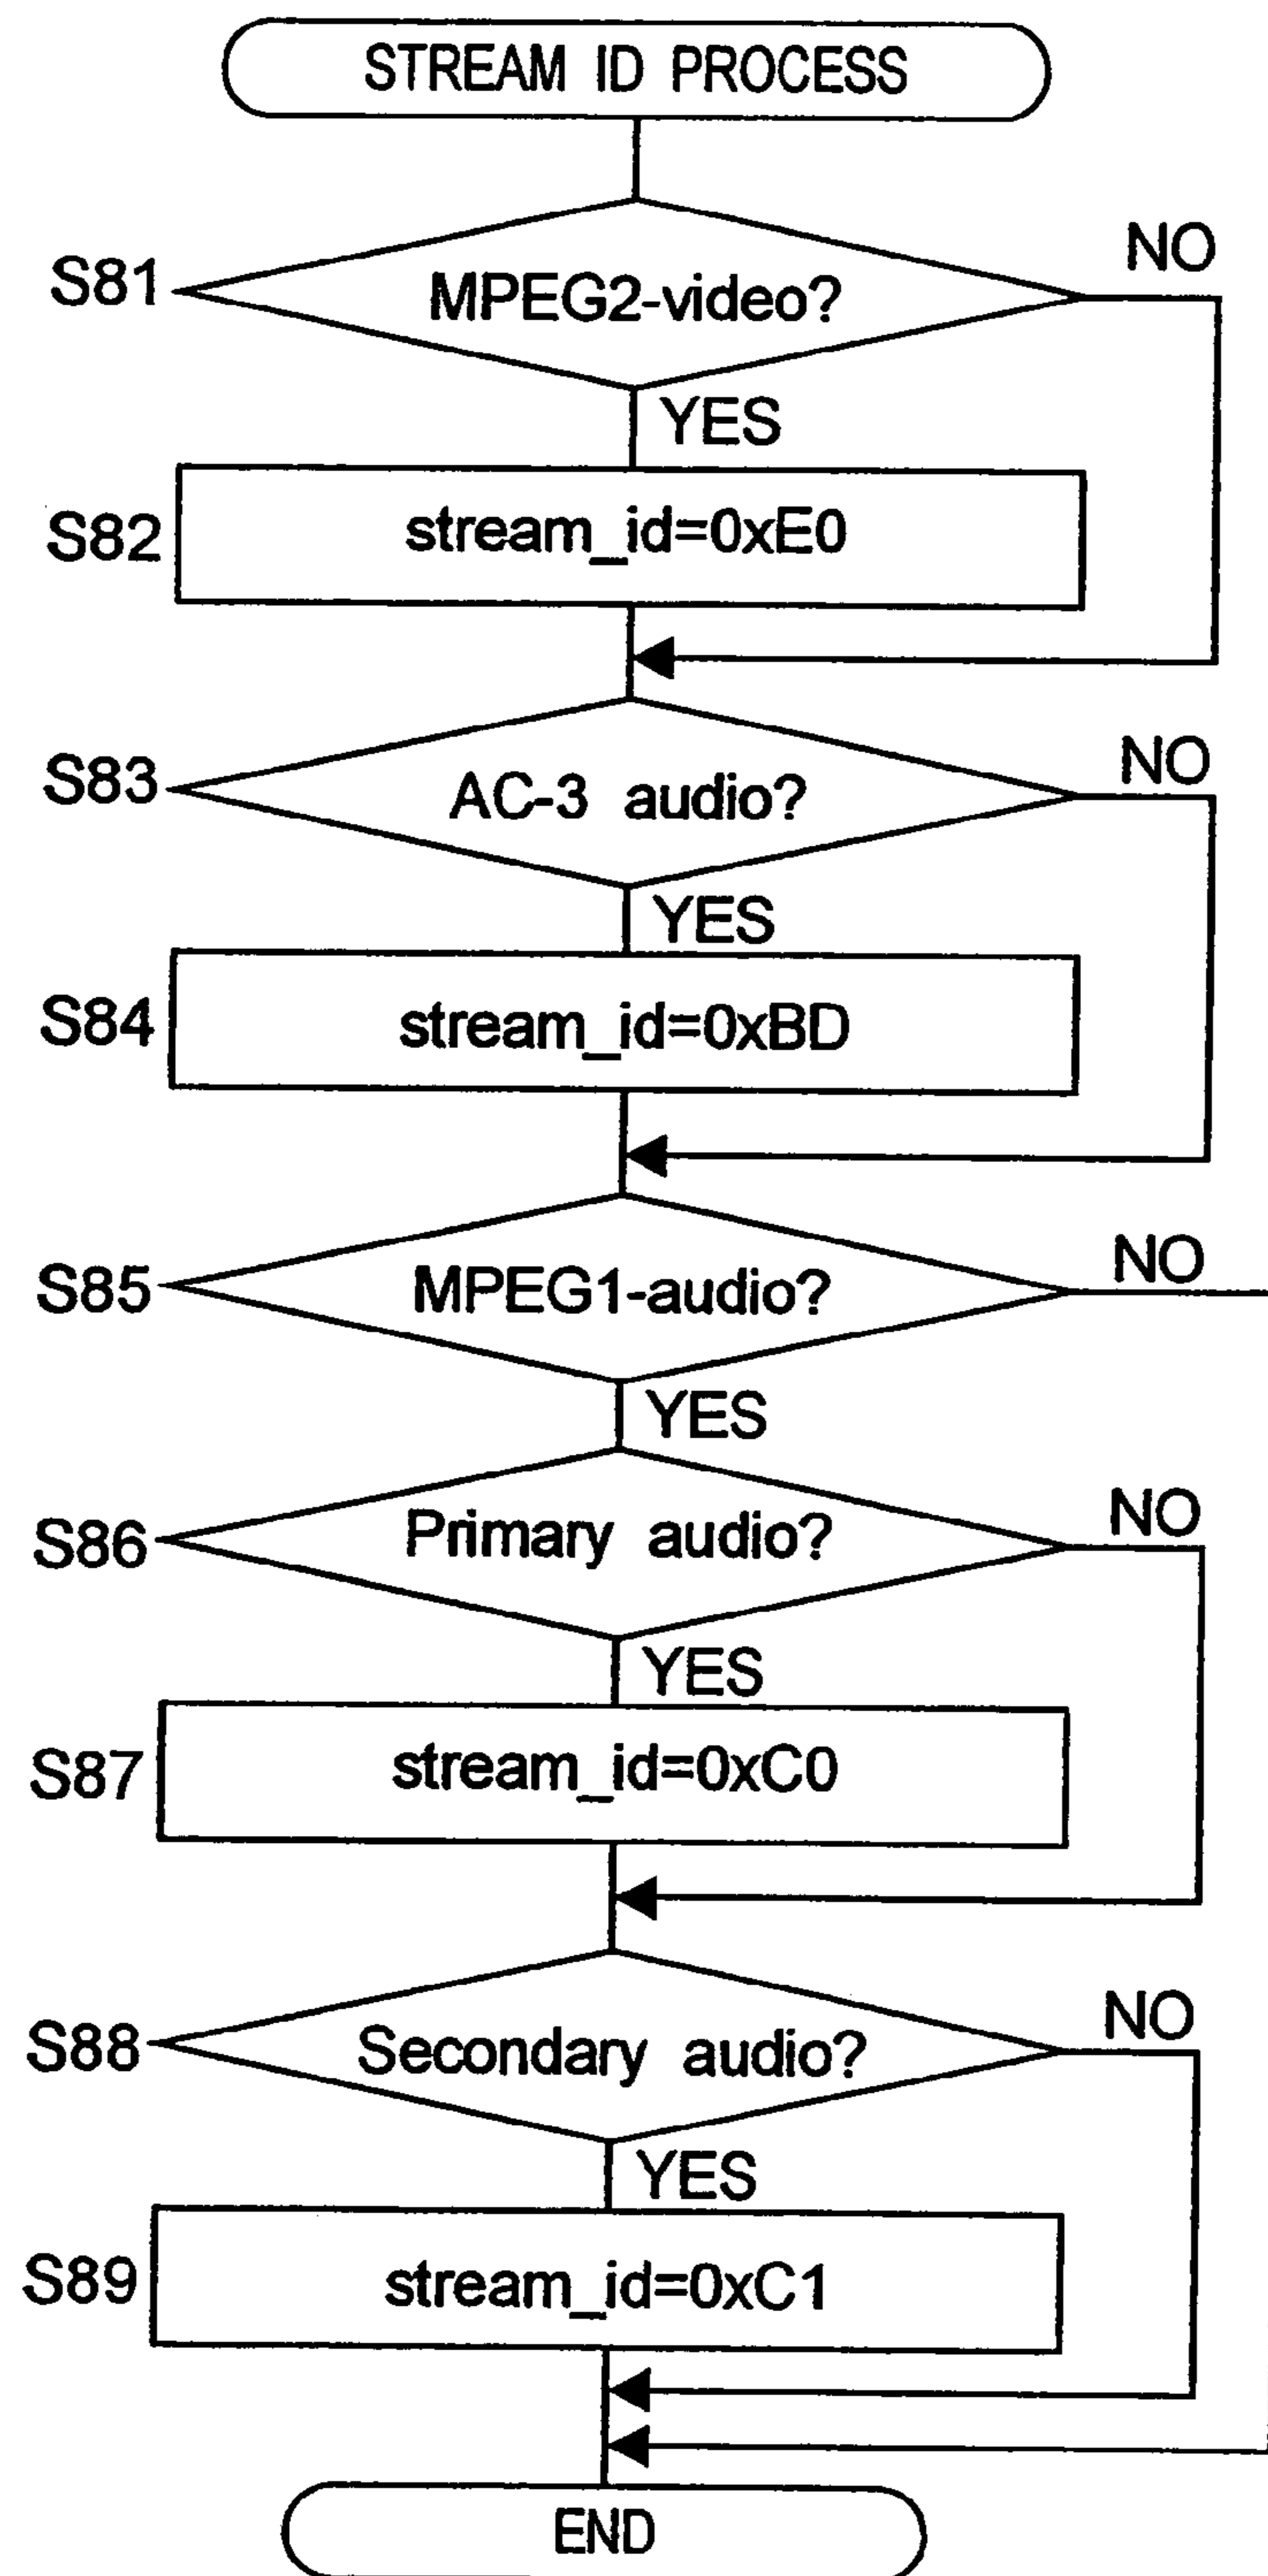 STREAM ID PROCESS
S81
MPEG2-video?
NO
YES
S82
stream_id=0xE0
S83
AC-3 audio?
NO
YES
S84
stream_id=0xBD
S85
MPEG1-audio?
NO
YES
S86
Primary audio?
NO
YES
S87
stream_id=0xC0
S88
Secondary audio?
NO
YES
S89
stream_id=0xC1
END